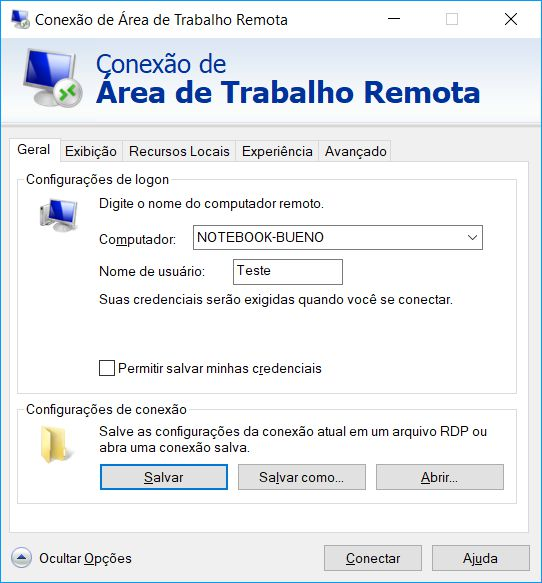 Conexão de Área de Trabalho Remota
Conexão de
Área de Trabalho Remota
Geral Exibição Recursos Locais Experiência Avançado
Configurações de logon
Digite o nome do computador remoto.
Computador: NOTEBOOK-BUENO
Nome de usuário: Teste
Suas credenciais serão exigidas quando você se conectar.
Permitir salvar minhas credenciais
Configurações de conexão
Salve as configurações da conexão atual em um arquivo RDP ou
abra uma conexão salva.
Salvar Salvar como... Abrir...
Ocultar Opções Conectar Ajuda